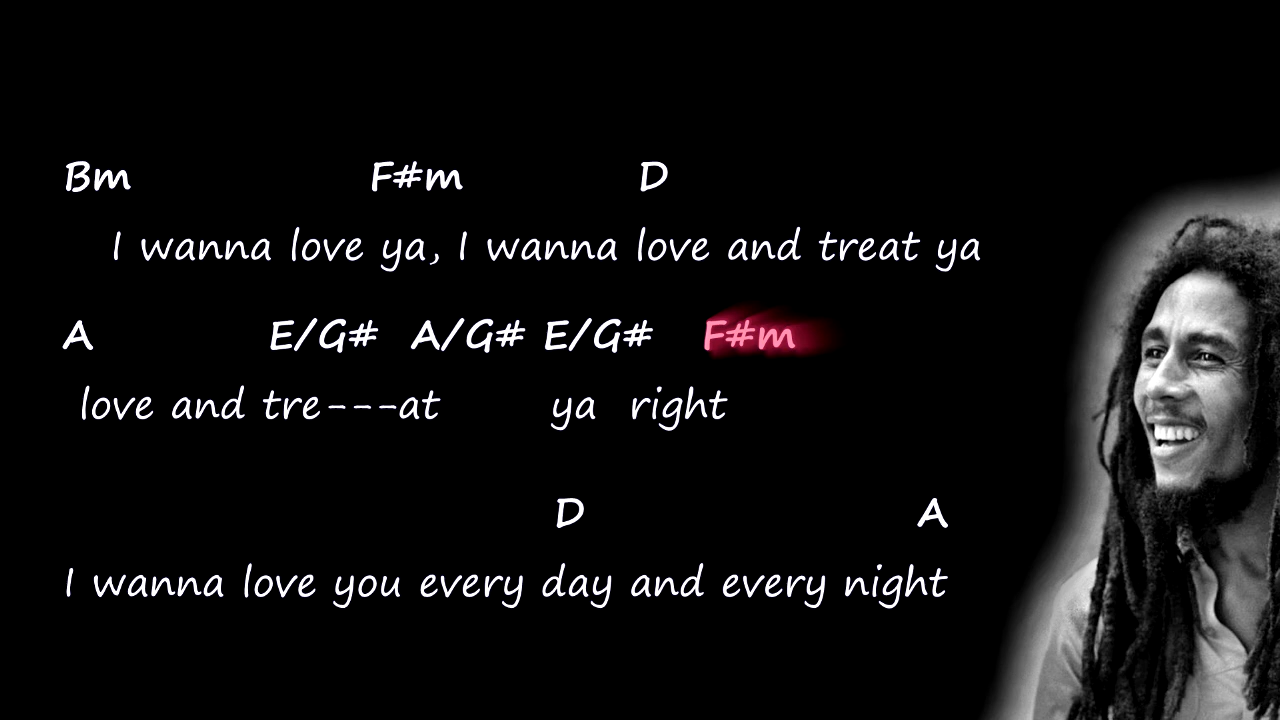 Bm F#m D
I wanna love ya, I wanna love and treat ya
A E/G# A/G# E/G# F#m
love and tre---at ya right
D A
I wanna love you every day and every night